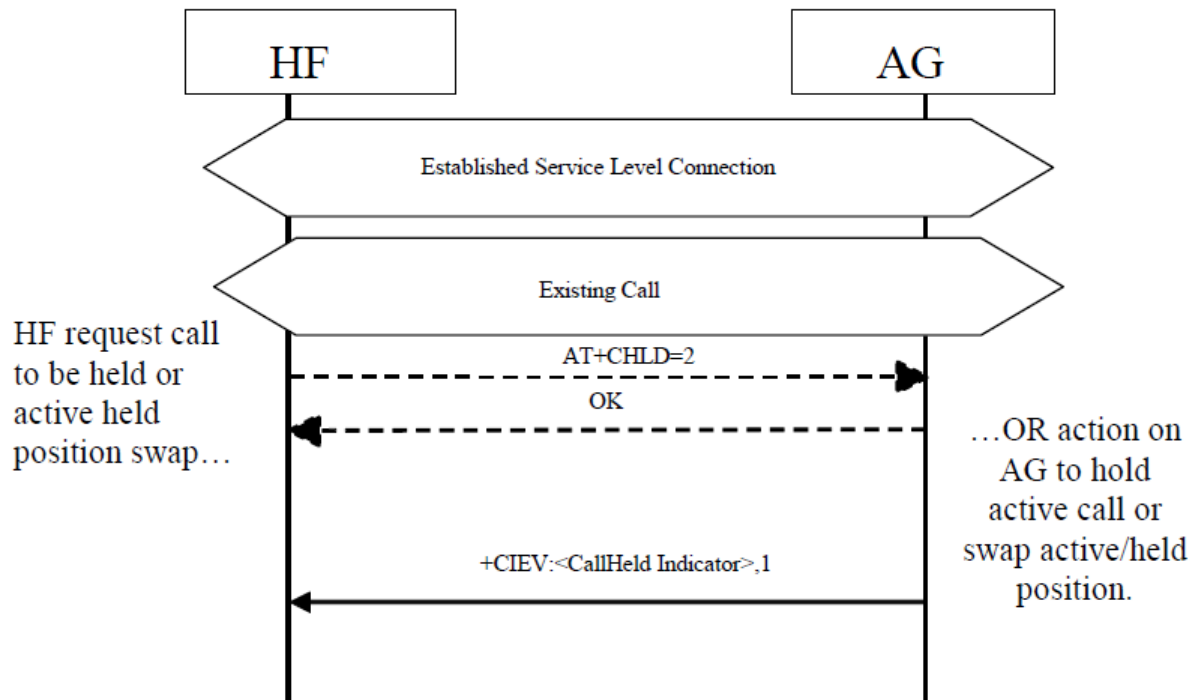 HF
AG
Established Service Level Connection
Existing Call
HF request call
to be held or
active held
position swap…
AT+CHLD=2
OK
…OR action on
AG to hold
active call or
swap active/held
position.
+CIEV:<CallHeld Indicator>,1